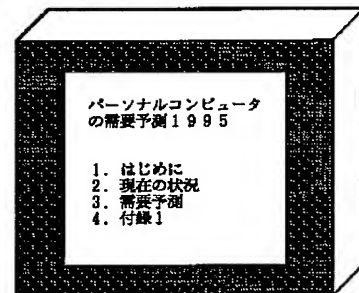 パーソナルコンピュータ
の需要予測1995
1. はじめに
2. 現在の状況
3. 需要予測
4. 付録1